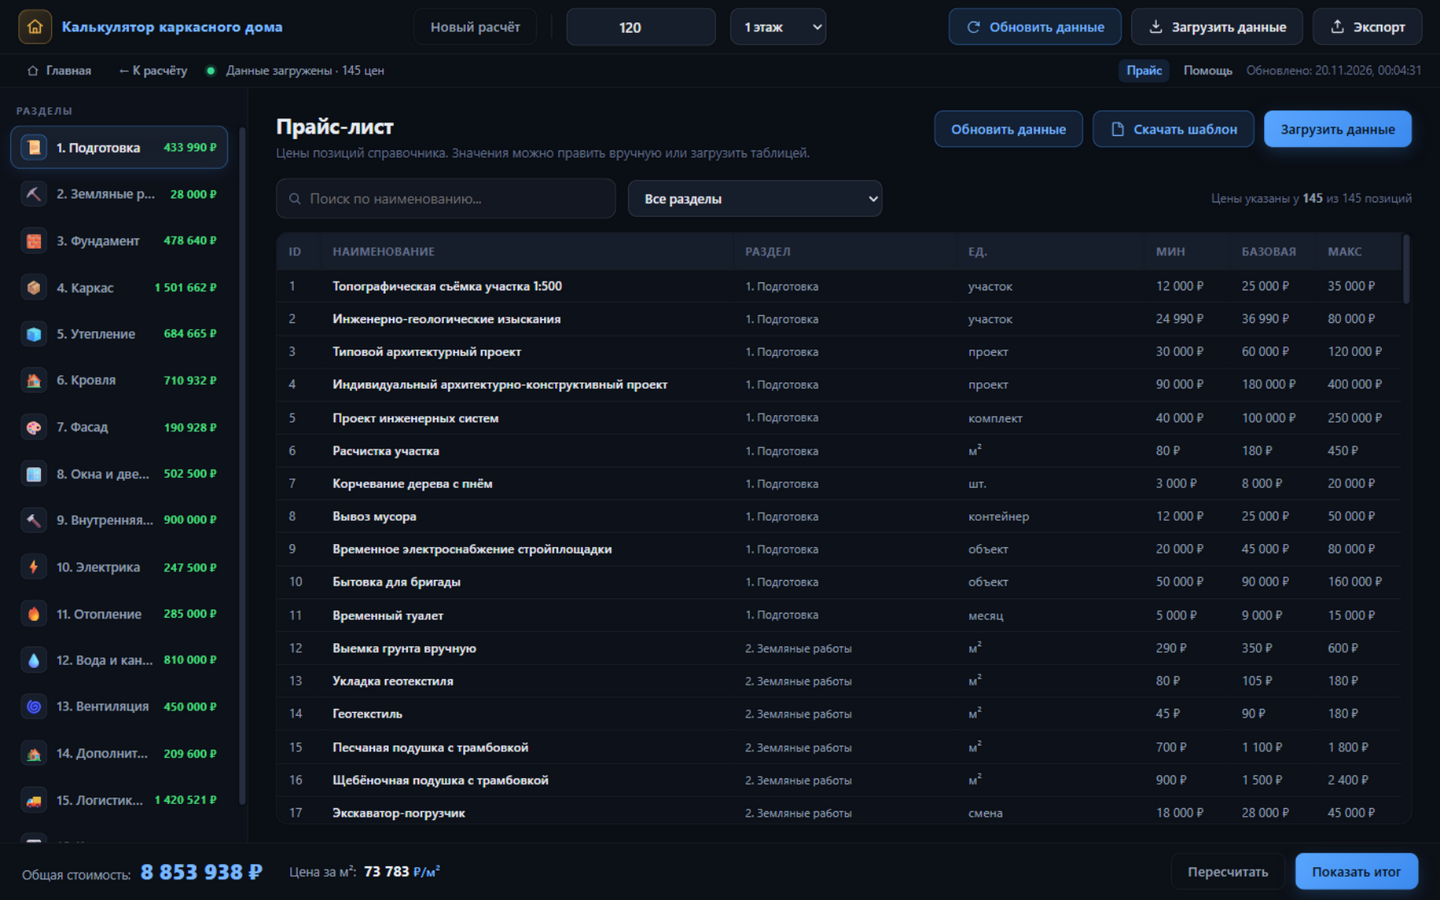 Калькулятор каркасного дома
Новый расчёт
120
1 этаж
Обновить данные
Загрузить данные
Экспорт
Главная
← К расчёту
Данные загружены · 145 цен
Прайс
Помощь
Обновлено: 20.11.2026, 00:04:31
РАЗДЕЛЫ
1. Подготовка 433 990 ₽
2. Земляные р... 28 000 ₽
3. Фундамент 478 640 ₽
4. Каркас 1 501 662 ₽
5. Утепление 684 665 ₽
6. Кровля 710 932 ₽
7. Фасад 190 928 ₽
8. Окна и две... 502 500 ₽
9. Внутренняя... 900 000 ₽
10. Электрика 247 500 ₽
11. Отопление 285 000 ₽
12. Вода и кан... 810 000 ₽
13. Вентиляция 450 000 ₽
14. Дополнит... 209 600 ₽
15. Логистик... 1 420 521 ₽
Прайс-лист
Цены позиций справочника. Значения можно править вручную или загрузить таблицей.
Обновить данные
Скачать шаблон
Загрузить данные
Поиск по наименованию...
Все разделы
Цены указаны у 145 из 145 позиций
ID НАИМЕНОВАНИЕ РАЗДЕЛ ЕД. МИН БАЗОВАЯ МАКС
1 Топографическая съёмка участка 1:500 1. Подготовка участок 12 000 ₽ 25 000 ₽ 35 000 ₽
2 Инженерно-геологические изыскания 1. Подготовка участок 24 990 ₽ 36 990 ₽ 80 000 ₽
3 Типовой архитектурный проект 1. Подготовка проект 30 000 ₽ 60 000 ₽ 120 000 ₽
4 Индивидуальный архитектурно-конструктивный проект 1. Подготовка проект 90 000 ₽ 180 000 ₽ 400 000 ₽
5 Проект инженерных систем 1. Подготовка комплект 40 000 ₽ 100 000 ₽ 250 000 ₽
6 Расчистка участка 1. Подготовка м² 80 ₽ 180 ₽ 450 ₽
7 Корчевание дерева с пнём 1. Подготовка шт. 3 000 ₽ 8 000 ₽ 20 000 ₽
8 Вывоз мусора 1. Подготовка контейнер 12 000 ₽ 25 000 ₽ 50 000 ₽
9 Временное электроснабжение стройплощадки 1. Подготовка объект 20 000 ₽ 45 000 ₽ 80 000 ₽
10 Бытовка для бригады 1. Подготовка объект 50 000 ₽ 90 000 ₽ 160 000 ₽
11 Временный туалет 1. Подготовка месяц 5 000 ₽ 9 000 ₽ 15 000 ₽
12 Выемка грунта вручную 2. Земляные работы м² 290 ₽ 350 ₽ 600 ₽
13 Укладка геотекстиля 2. Земляные работы м² 80 ₽ 105 ₽ 180 ₽
14 Геотекстиль 2. Земляные работы м² 45 ₽ 90 ₽ 180 ₽
15 Песчаная подушка с трамбовкой 2. Земляные работы м² 700 ₽ 1 100 ₽ 1 800 ₽
16 Щебёночная подушка с трамбовкой 2. Земляные работы м² 900 ₽ 1 500 ₽ 2 400 ₽
17 Экскаватор-погрузчик 2. Земляные работы смена 18 000 ₽ 28 000 ₽ 45 000 ₽
Общая стоимость: 8 853 938 ₽
Цена за м²: 73 783 ₽/м²
Пересчитать
Показать итог